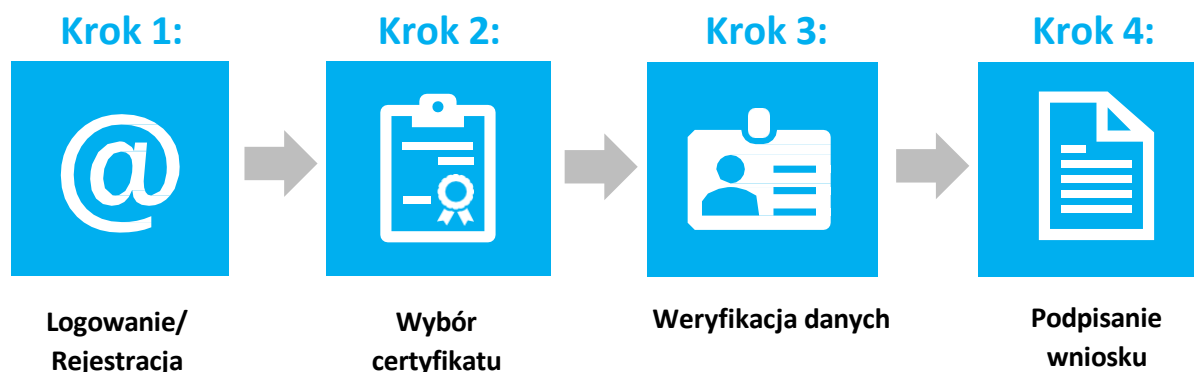 Krok 1:
Krok 2:
Krok 3:
Krok 4:
@
Logowanie/
Rejestracja
Wybór
certyfikatu
Weryfikacja danych
Podpisanie
wniosku